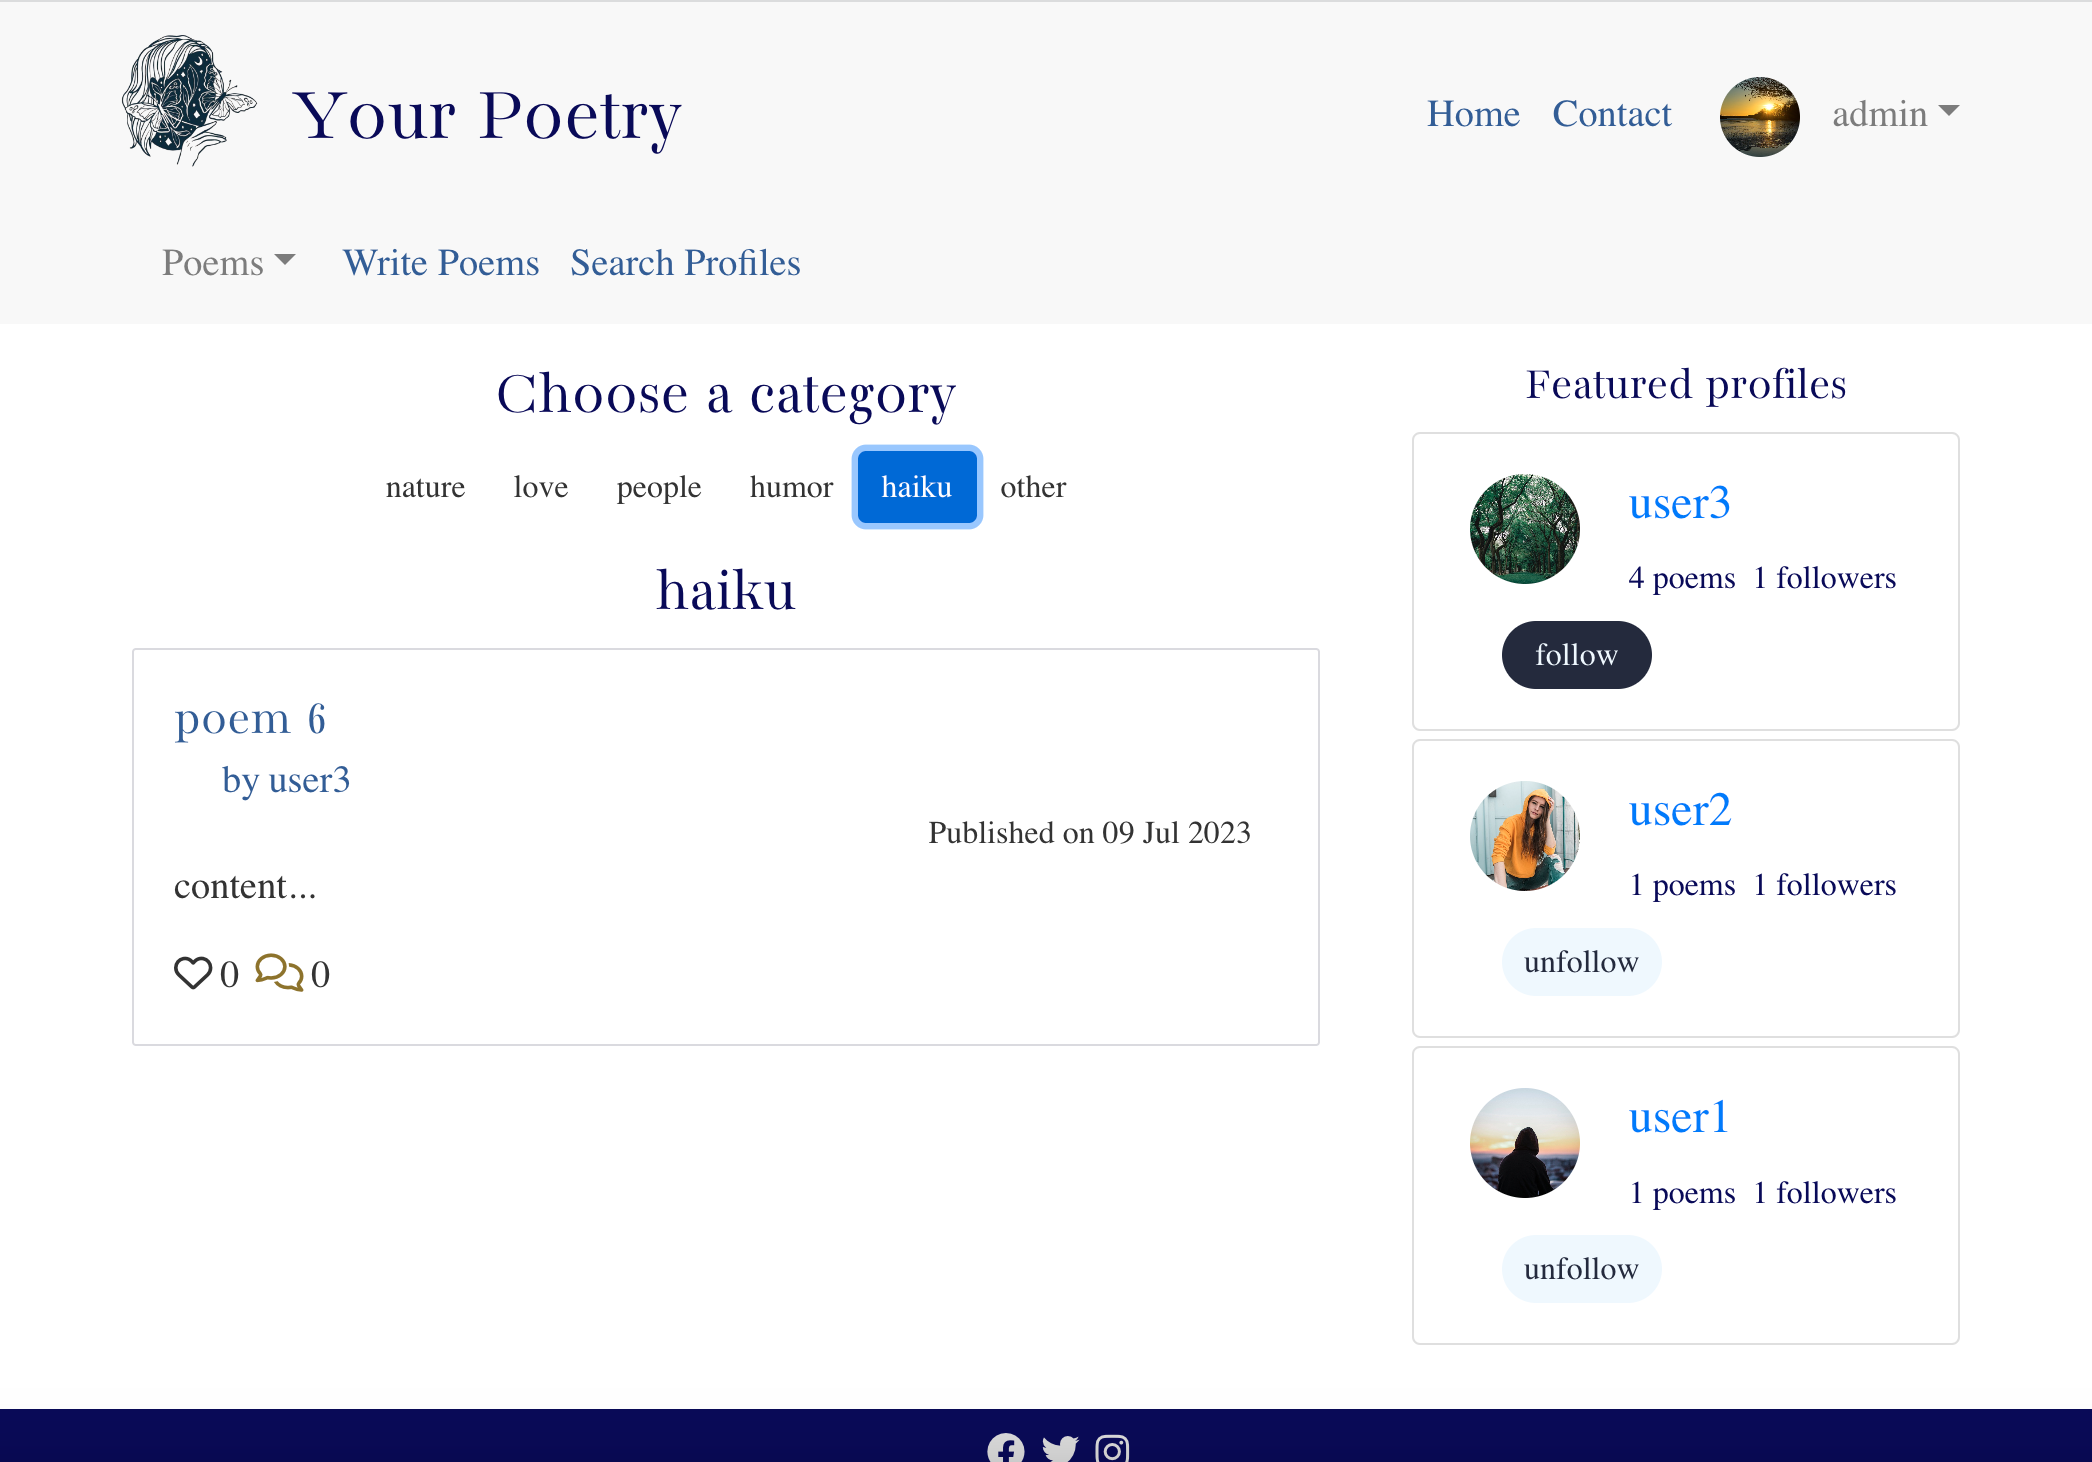 Your Poetry
Home Contact admin
Poems Write Poems Search Profiles
Choose a category
nature love people humor haiku other
haiku
poem 6
by user3
Published on 09 Jul 2023
content...
0 0
Featured profiles
user3
4 poems 1 followers
follow
user2
1 poems 1 followers
unfollow
user1
1 poems 1 followers
unfollow